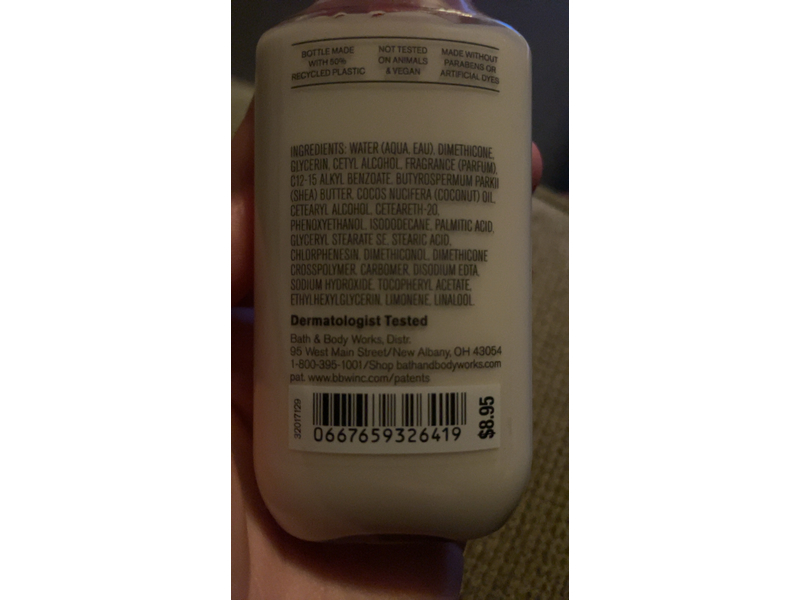 BOTTLE MADE
WITH 50%
RECYCLED PLASTIC
NOT TESTED
ON ANIMALS
& VEGAN
MADE WITHOUT
PARABENS OR
ARTIFICIAL DYES
INGREDIENTS: WATER (AQUA, EAU), DIMETHICONE,
GLYCERIN, CETYL ALCOHOL, FRAGRANCE (PARFUM),
C12-15 ALKYL BENZOATE, BUTYROSPERMUM PARKII
(SHEA) BUTTER, COCOS NUCIFERA (COCONUT) OIL,
CETEARYL ALCOHOL, CETEARETH-20,
PHENOXYETHANOL, ISODODECANE, PALMITIC ACID,
GLYCERYL STEARATE SE, STEARIC ACID,
CHLORPHENESIN, DIMETHICONOL, DIMETHICONE
CROSSPOLYMER, CARBOMER, DISODIUM EDTA,
SODIUM HYDROXIDE, TOCOPHERYL ACETATE,
ETHYLHEXYLGLYCERIN, LIMONENE, LINALOOL.
Dermatologist Tested
Bath & Body Works, Distr.
95 West Main Street/New Albany, OH 43054
1-800-395-1001/Shop bathandbodyworks.com
pat. www.bbwinc.com/patents
32017129
0667659326419
$8.95